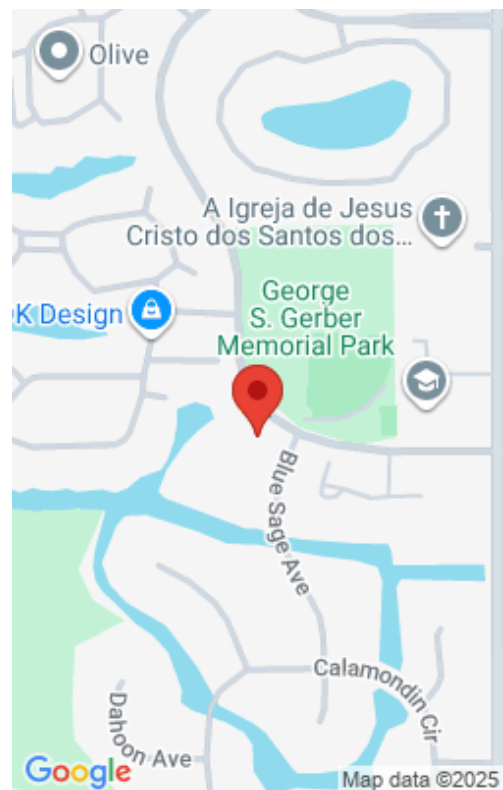 Olive
A Igreja de Jesus
Cristo dos Santos dos...
George
S. Gerber
Memorial Park
K Design
Blue Sage Ave
Calamondin Cir
Dahoon Ave
Google
Map data ©2025